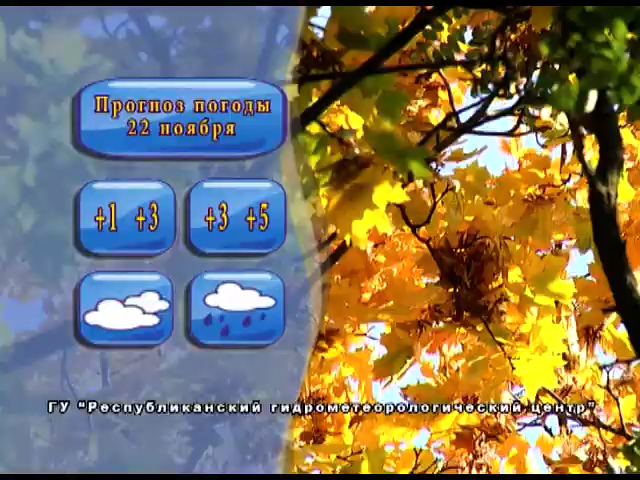 Прогноз погоды
22 ноября
+1 +3 +3 +5
ГУ "Республиканский гидрометеорологический центр"